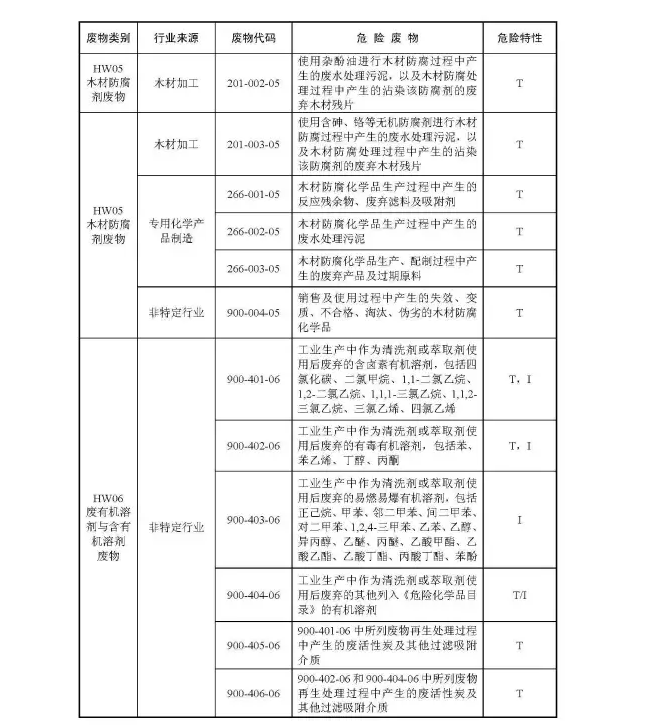 废物类别 行业来源 废物代码 危 险 废 物 危险特性
HW05
木材防腐
剂废物
木材加工
201-002-05
使用杂酚油进行木材防腐过程中产
生的废水处理污泥，以及木材防腐处
理过程中产生的沾染该防腐剂的废
弃木材残片
T
HW05
木材防腐
剂废物
木材加工
201-003-05
使用含砷、铬等无机防腐剂进行木材
防腐过程中产生的废水处理污泥，以
及木材防腐处理过程中产生的沾染
该防腐剂的废弃木材残片
T
专用化学产
品制造
266-001-05
木材防腐化学品生产过程中产生的
反应残余物、废弃滤料及吸附剂
T
266-002-05
木材防腐化学品生产过程中产生的
废水处理污泥
T
266-003-05
木材防腐化学品生产、配制过程中产
生的废弃产品及过期原料
T
非特定行业
900-004-05
销售及使用过程中产生的失效、变
质、不合格、淘汰、伪劣的木材防腐
化学品
T
HW06
废有机溶
剂与含有
机溶剂
废物
非特定行业
900-401-06
工业生产中作为清洗剂或萃取剂使
用后废弃的含卤素有机溶剂，包括四
氯化碳、二氯甲烷、1,1-二氯乙烷、
1,2-二氯乙烷、1,1,1-三氯乙烷、1,1,2-
三氯乙烷、三氯乙烯、四氯乙烯
T，I
900-402-06
工业生产中作为清洗剂或萃取剂使
用后废弃的有毒有机溶剂，包括苯、
苯乙烯、丁醇、丙酮
T，I
900-403-06
工业生产中作为清洗剂或萃取剂使
用后废弃的易燃易爆有机溶剂，包括
正己烷、甲苯、邻二甲苯、间二甲苯、
对二甲苯、1,2,4-三甲苯、乙苯、乙醇、
异丙醇、乙醚、丙醚、乙酸甲酯、乙
酸乙酯、乙酸丁酯、丙酸丁酯、苯酚
I
900-404-06
工业生产中作为清洗剂或萃取剂使
用后废弃的其他列入《危险化学品目
录》的有机溶剂
T/I
900-405-06
900-401-06 中所列废物再生处理过程
中产生的废活性炭及其他过滤吸附
介质
T
900-406-06
900-402-06 和 900-404-06 中所列废物
再生处理过程中产生的废活性炭及
其他过滤吸附介质
T